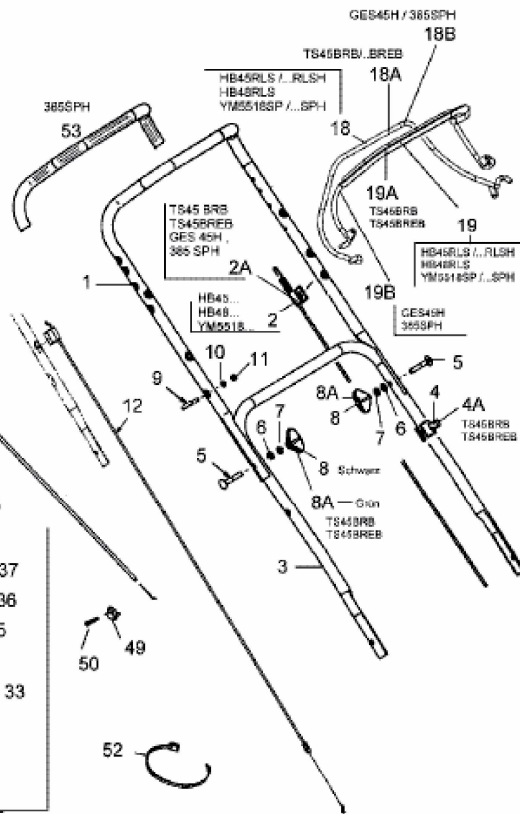 GES45H / 385SPH
18B
TS45BRB/..BREB
18A
HB45RLS /...RLSH
HB48RLS
YM5518SP /...SPH
18
385SPH
53
19A
TS45BRB
TS45BREB
19
HB45RLS /...RLSH
HB48RLS
YM5518SP /...SPH
TS45 BRB
TS45BREB
GES 45H ,
385 SPH
2A
1
2
19B
GES45H
385SPH
HB45...
HB48...
YM5518...
10
11
9
5
12
8A
8
7
6
4
4A
TS45BRB
TS45BREB
6
7
5
8 Schwarz
8A — Grün
TS45BRB
TS45BREB
3
37
36
5
33
50
49
52